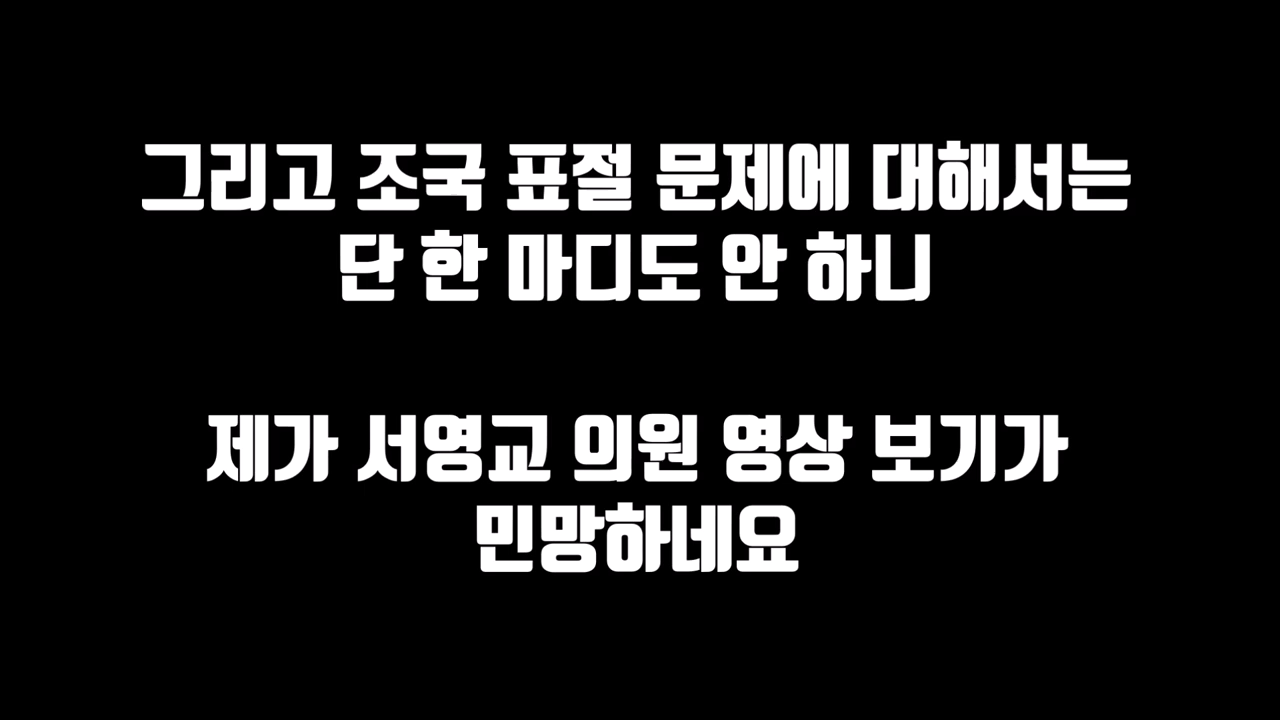 그리고 조국 표절 문제에 대해서는
단 한 마디도 안 하니
제가 서영교 의원 영상 보기가
민망하네요